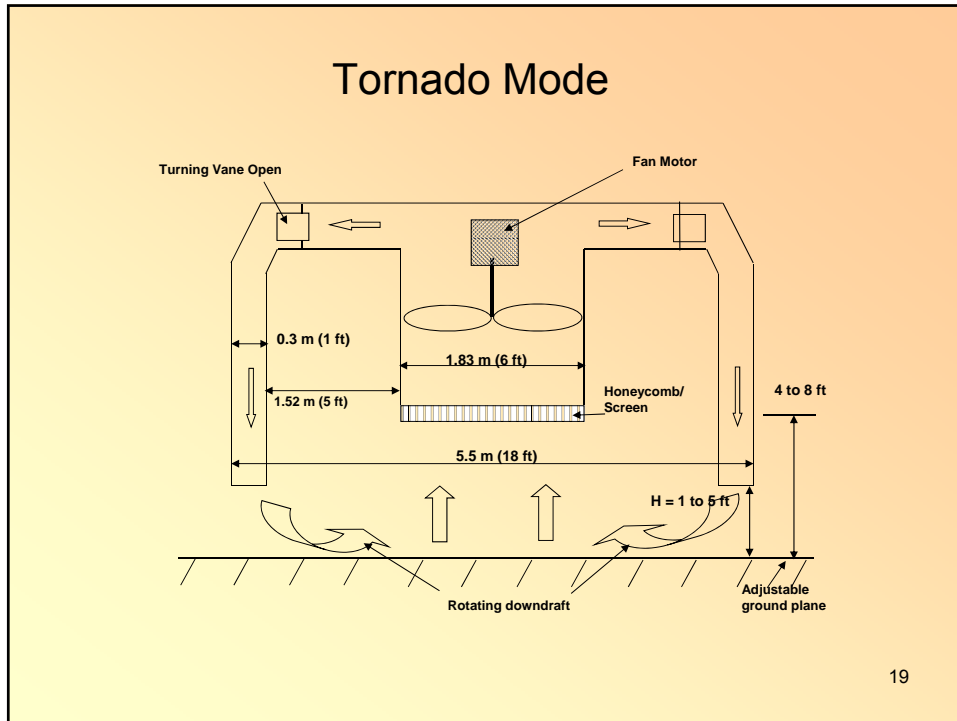 Tornado Mode
Turning Vane Open
Fan Motor
0.3 m (1 ft)
1.83 m (6 ft)
1.52 m (5 ft)
Honeycomb/
Screen
4 to 8 ft
5.5 m (18 ft)
H = 1 to 5 ft
Rotating downdraft
Adjustable
ground plane
19